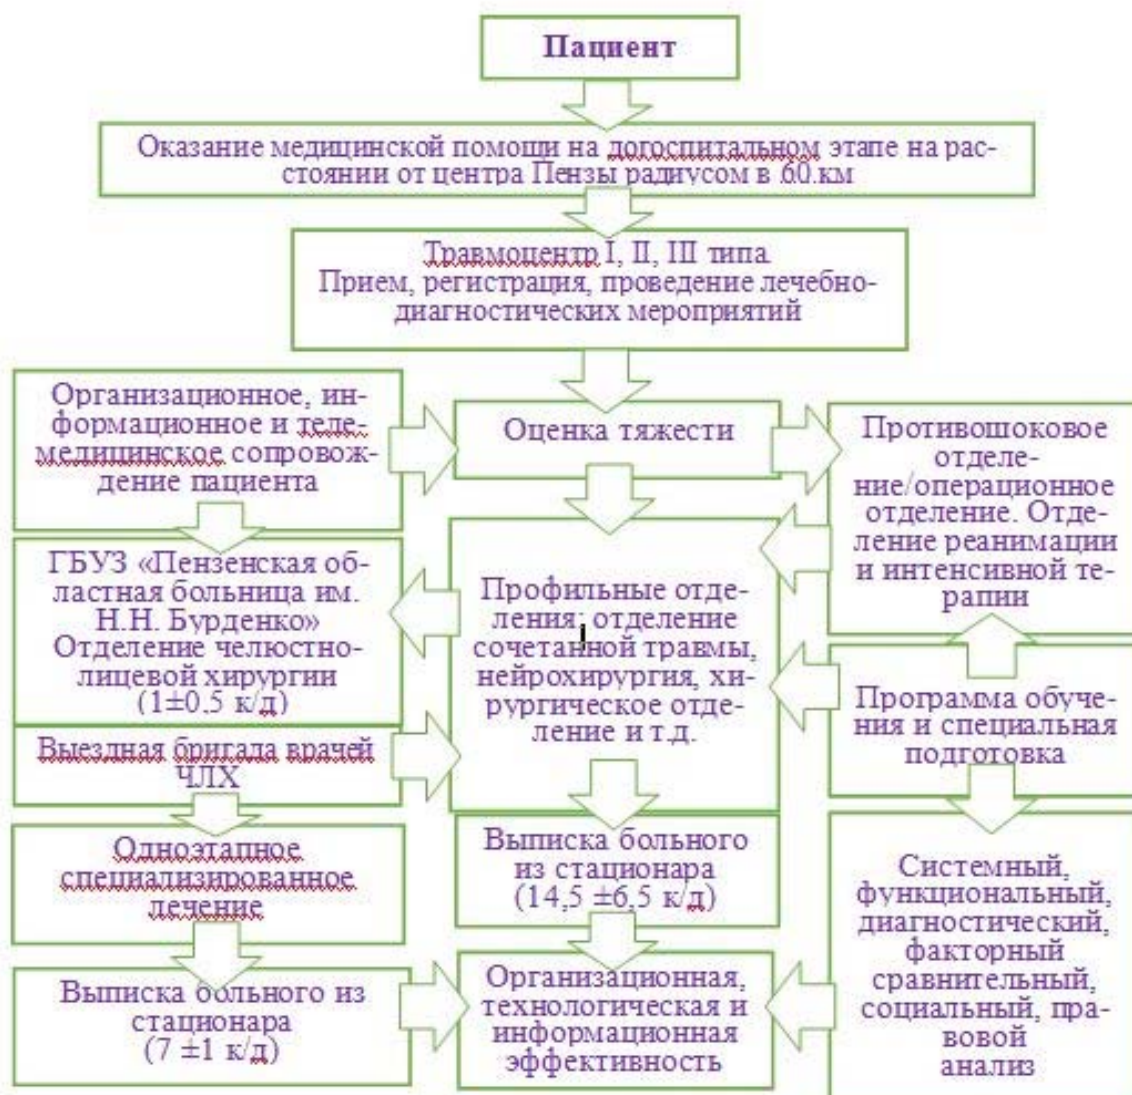 Пациент
Оказание медицинской помощи на догоспитальном этапе на рас-
стоянии от центра Пензы радиусом в 60.км
Травмоцентр I, II, III типа.
Прием, регистрация, проведение лечебно-
диагностических мероприятий
Организационное, ин-
формационное и теле-
медицинское сопровож-
дение пациента
Оценка тяжести
Противошоковое
отделе-
ние/операционное
отделение. Отде-
ление реанимации
и интенсивной те-
рапии
ГБУЗ «Пензенская об-
ластная больница им.
Н.Н. Бурденко»
Отделение челюстно-
лицевой хирургии
(1±0,5 к/д)
Профильные отде-
ления; отделение
сочетанной травмы,
нейрохирургия, хи-
рургическое отде-
ление и т.д.
Программа обуче-
ния и специальная
подготовка
Выездная бригада врачей
ЧЛХ
Одноэтапное
специализированное
лечение
Выписка больного
из стационара
(14,5 ±6,5 к/д)
Системный,
функциональный,
диагностический,
факторный
сравнительный,
социальный, пра-
вовой
анализ
Выписка больного из
стационара
(7 ±1 к/д)
Организационная,
технологическая и
информационная
эффективность